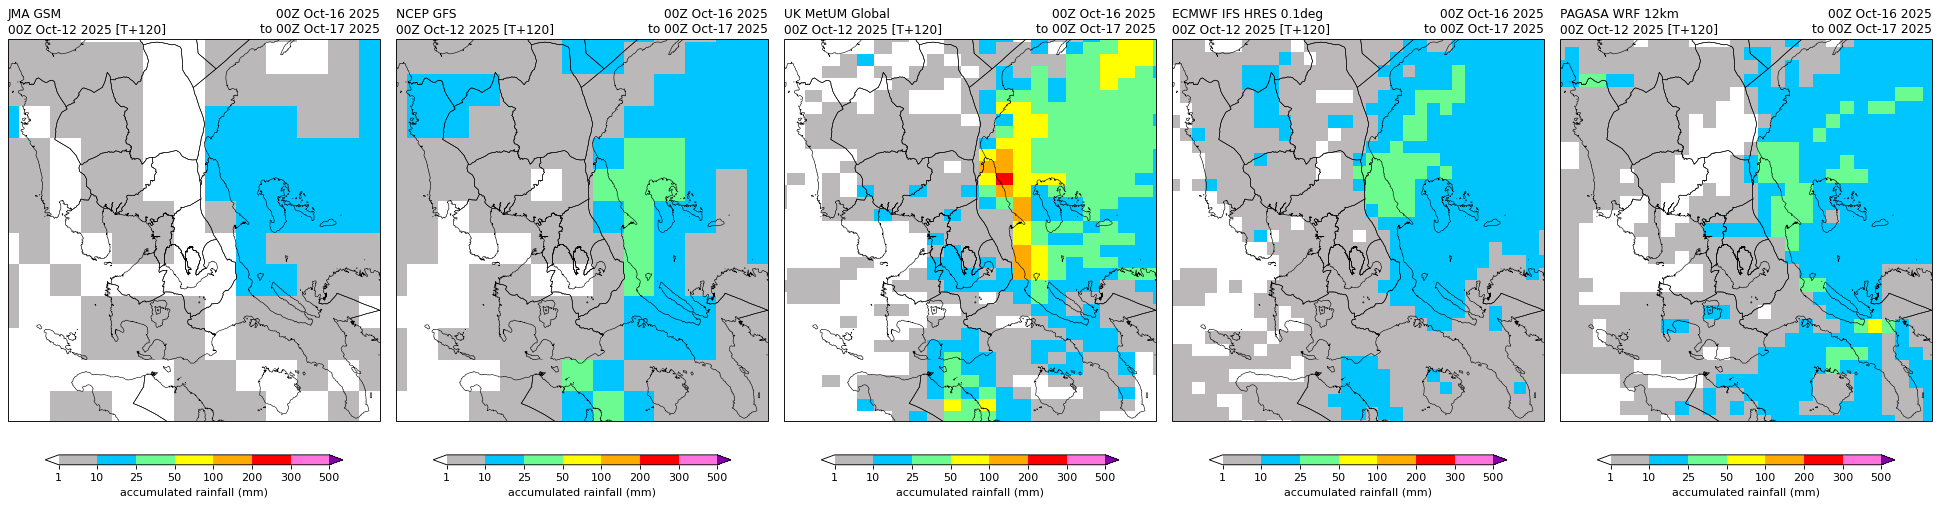 JMA GSM 00Z Oct-16 2025
00Z Oct-12 2025 [T+120] to 00Z Oct-17 2025
1 10 25 50 100 200 300 500
accumulated rainfall (mm)
NCEP GFS 00Z Oct-16 2025
00Z Oct-12 2025 [T+120] to 00Z Oct-17 2025
1 10 25 50 100 200 300 500
accumulated rainfall (mm)
UK MetUM Global 00Z Oct-16 2025
00Z Oct-12 2025 [T+120] to 00Z Oct-17 2025
1 10 25 50 100 200 300 500
accumulated rainfall (mm)
ECMWF IFS HRES 0.1deg 00Z Oct-16 2025
00Z Oct-12 2025 [T+120] to 00Z Oct-17 2025
1 10 25 50 100 200 300 500
accumulated rainfall (mm)
PAGASA WRF 12km 00Z Oct-16 2025
00Z Oct-12 2025 [T+120] to 00Z Oct-17 2025
1 10 25 50 100 200 300 500
accumulated rainfall (mm)